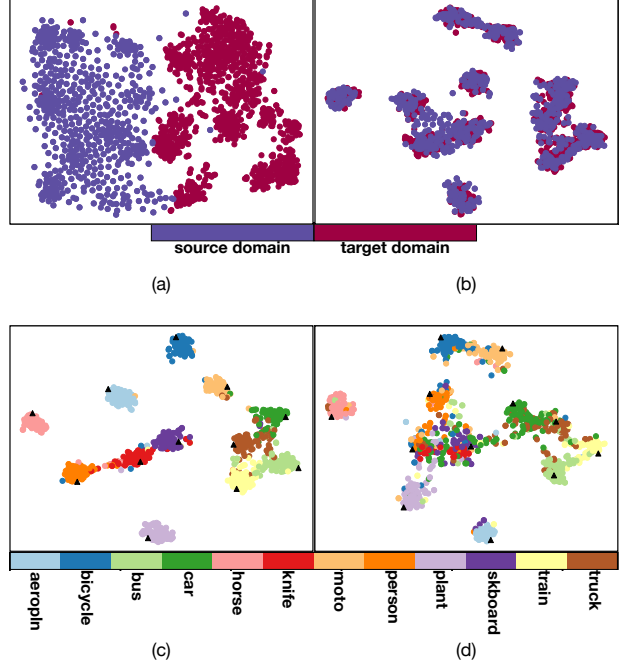 source domain
target domain
(a)
(b)
aeropln
bicycle
bus
car
horse
knife
moto
person
plant
skboard
train
truck
(c)
(d)